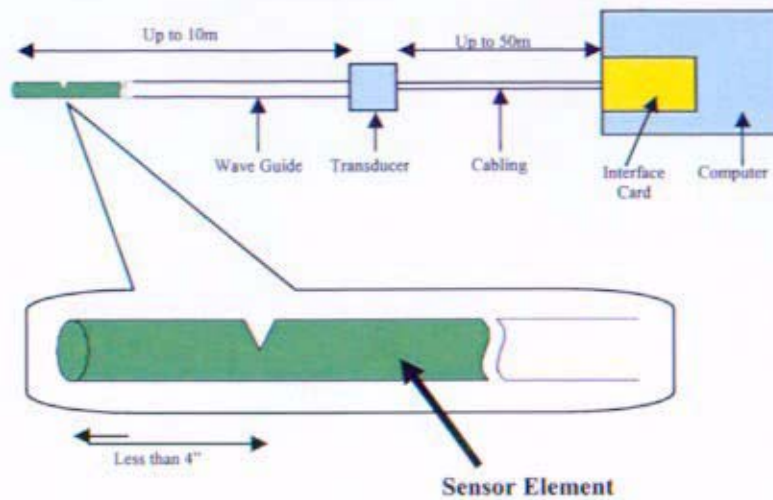 Up to 10m
Up to 50m
Wave Guide
Transducer
Cabling
Interface
Card
Computer
Less than 4"
Sensor Element